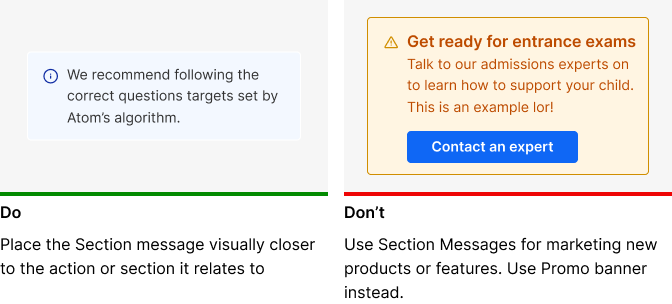 We recommend following the
correct questions targets set by
Atom's algorithm.
Do
Place the Section message visually closer
to the action or section it relates to
Get ready for entrance exams
Talk to our admissions experts on
to learn how to support your child.
This is an example lor!
Contact an expert
Don't
Use Section Messages for marketing new
products or features. Use Promo banner
instead.